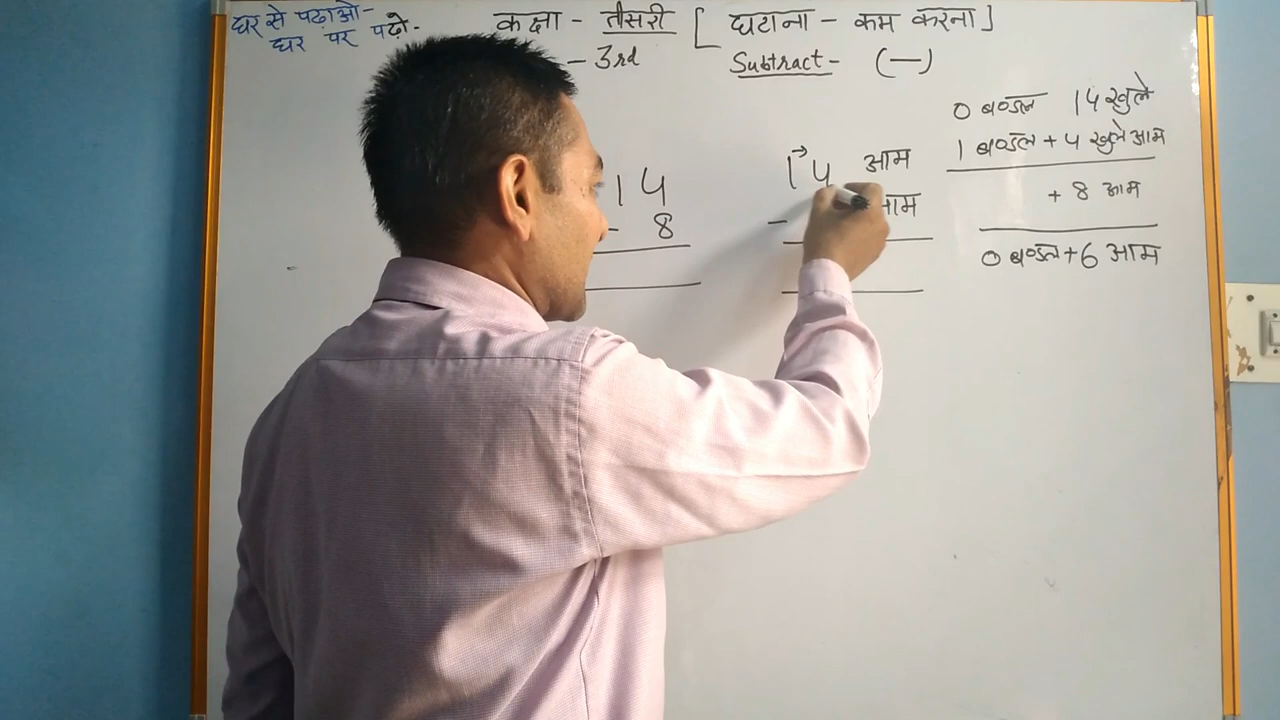 घर से पढ़ाओ-
घर पर पढ़ो-
कक्षा - तीसरी [ घटाना - कम करना ]
- 3rd Subtract- (—)
14
- 8
14 आम
- आम
0 बण्डल 14 खुले
1 बण्डल + 4 खुले आम
+ 8 आम
0 बण्डल + 6 आम